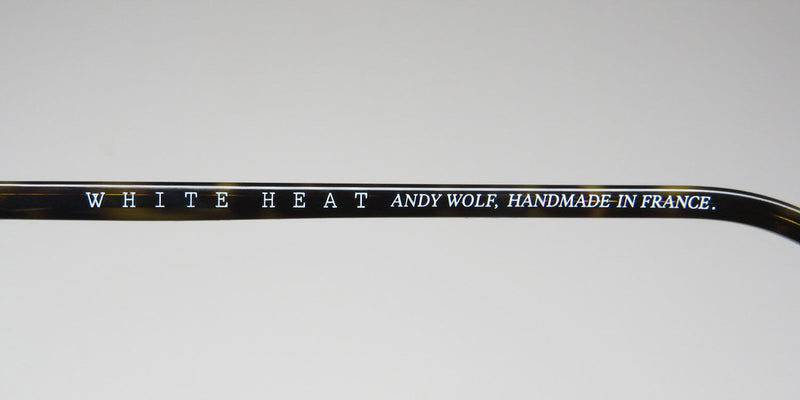 WHITE HEAT ANDY WOLF, HANDMADE IN FRANCE.